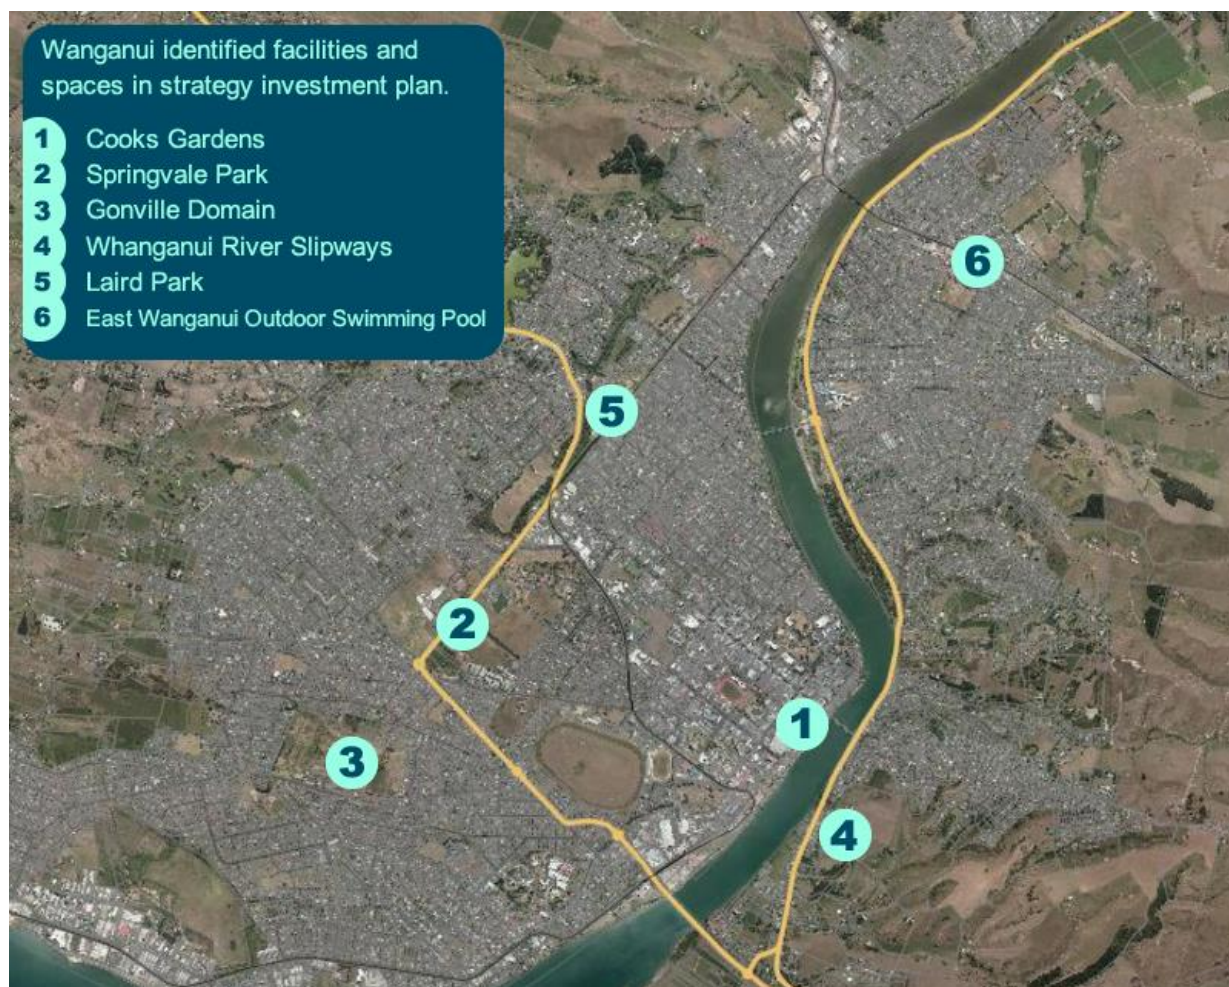 Wanganui identified facilities and
spaces in strategy investment plan.
1 Cooks Gardens
2 Springvale Park
3 Gonville Domain
4 Whanganui River Slipways
5 Laird Park
6 East Wanganui Outdoor Swimming Pool
6
5
2
1
3
4